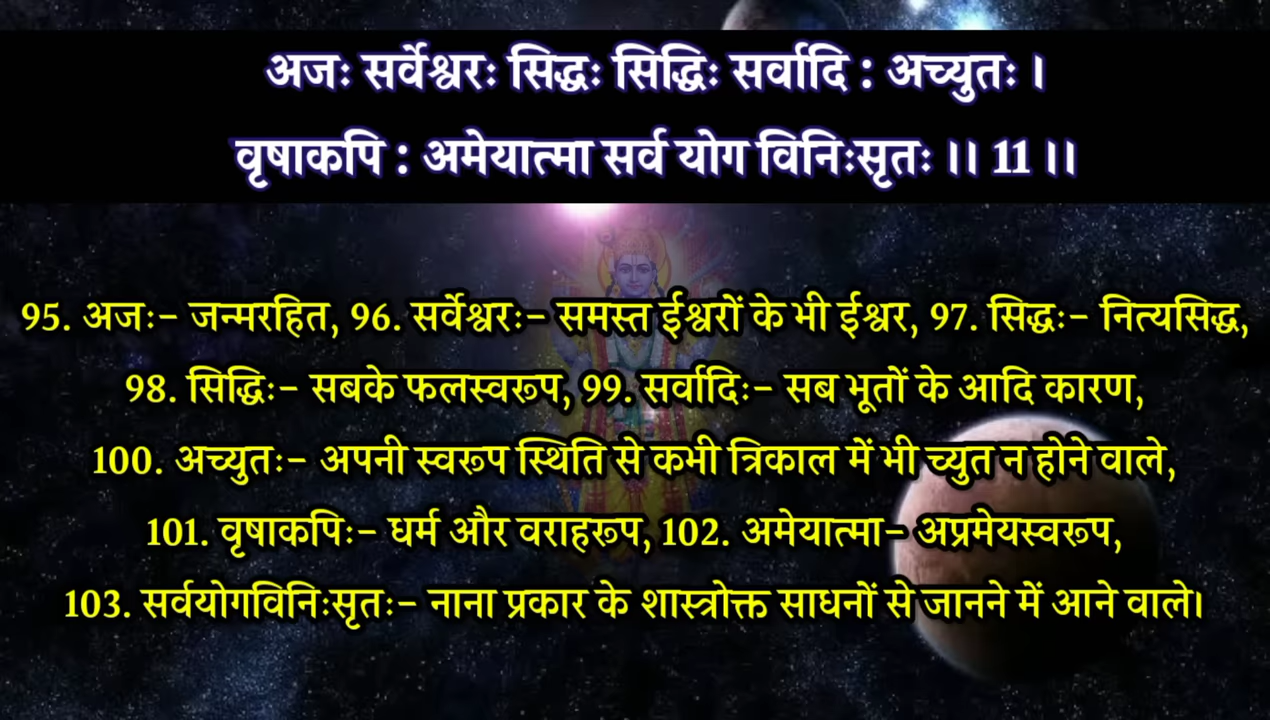 अजः सर्वेश्वरः सिद्धः सिद्धिः सर्वादि : अच्युतः ।
वृषाकपि : अमेयात्मा सर्व योग विनिःसृतः ।। 11 ।।
95. अजः- जन्मरहित, 96. सर्वेश्वरः- समस्त ईश्वरों के भी ईश्वर, 97. सिद्धः- नित्यसिद्ध,
98. सिद्धिः- सबके फलस्वरूप, 99. सर्वादिः- सब भूतों के आदि कारण,
100. अच्युतः- अपनी स्वरूप स्थिति से कभी त्रिकाल में भी च्युत न होने वाले,
101. वृषाकपिः- धर्म और वराहरूप, 102. अमेयात्मा- अप्रमेयस्वरूप,
103. सर्वयोगविनिःसृतः- नाना प्रकार के शास्त्रोक्त साधनों से जानने में आने वाले।